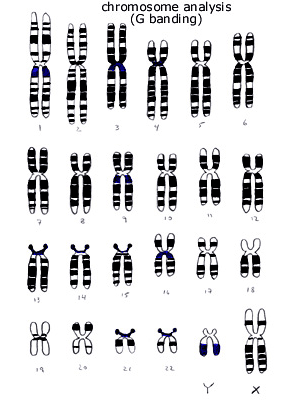 chromosome analysis
(G banding)
1 2 3 4 5 6
7 8 9 10 11 12
13 14 15 16 17 18
19 20 21 22 Y X